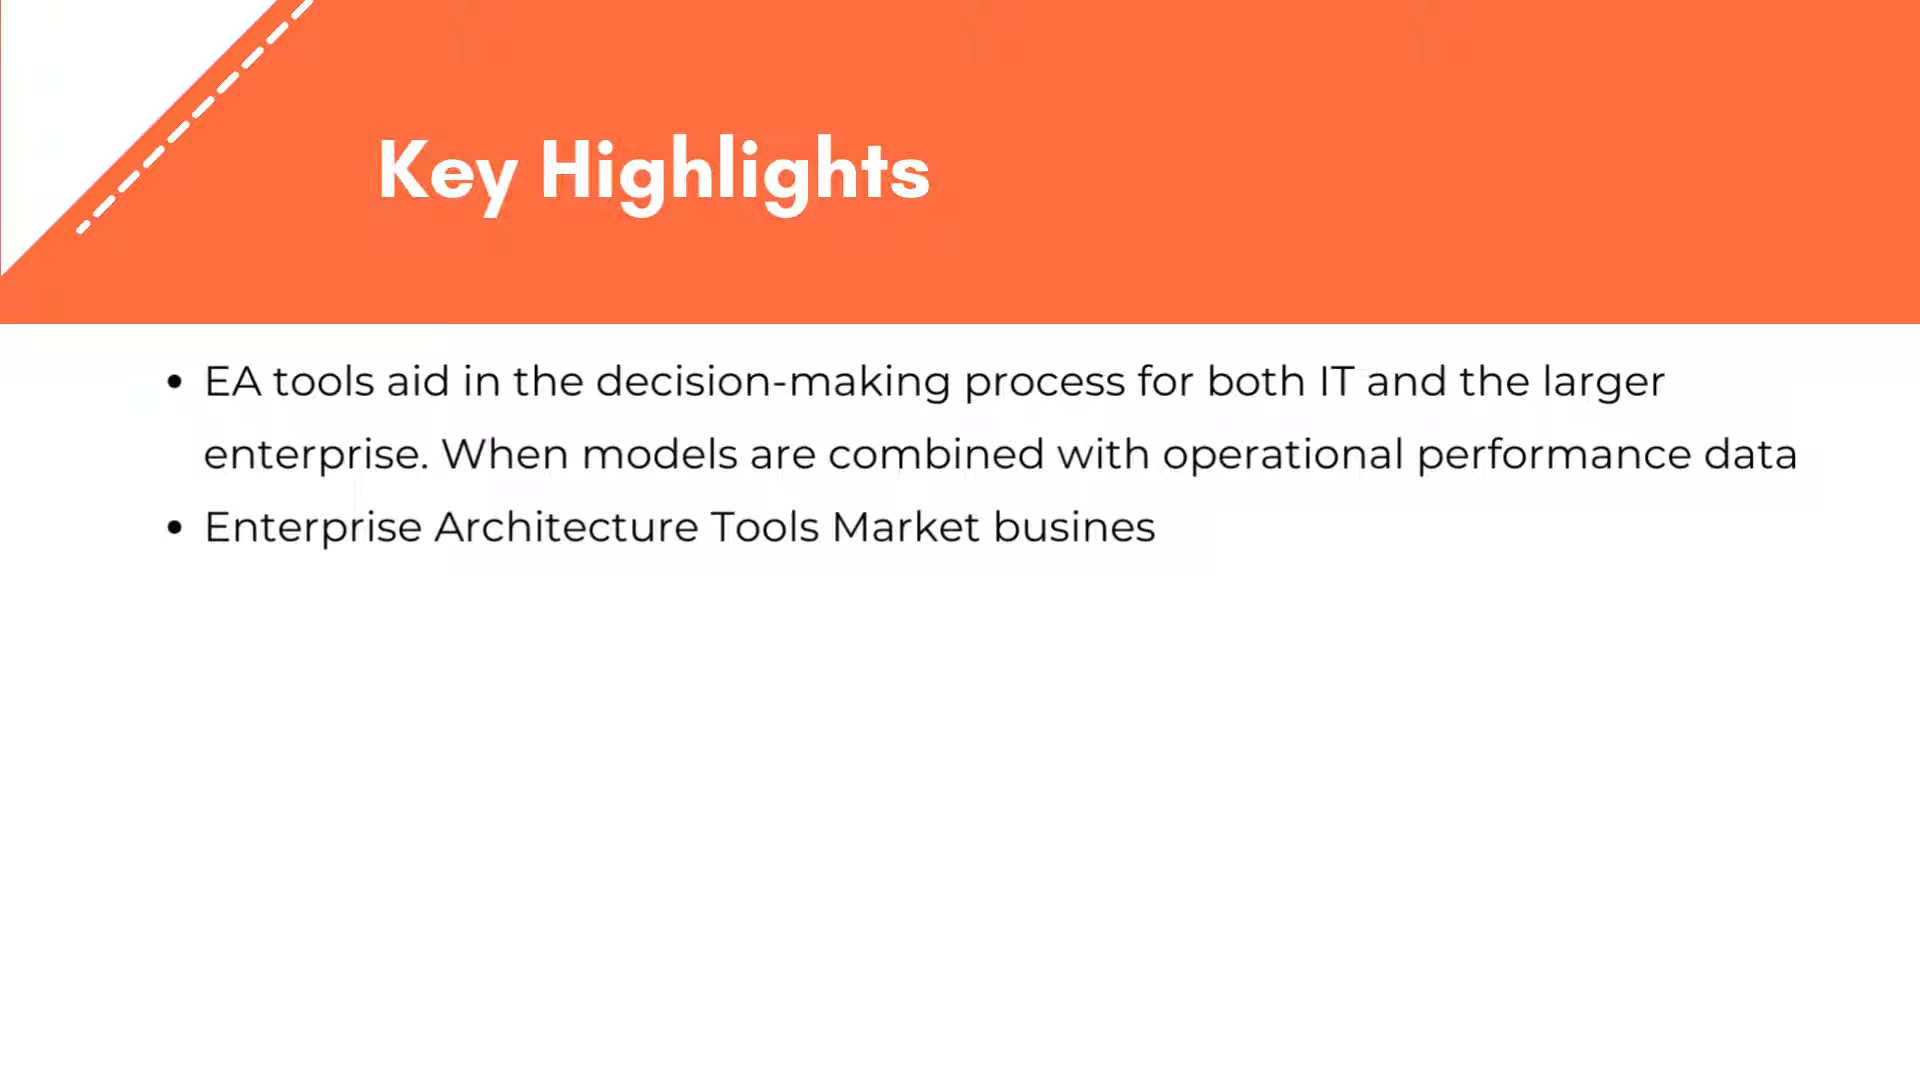 Key Highlights
• EA tools aid in the decision-making process for both IT and the larger
enterprise. When models are combined with operational performance data
• Enterprise Architecture Tools Market busines